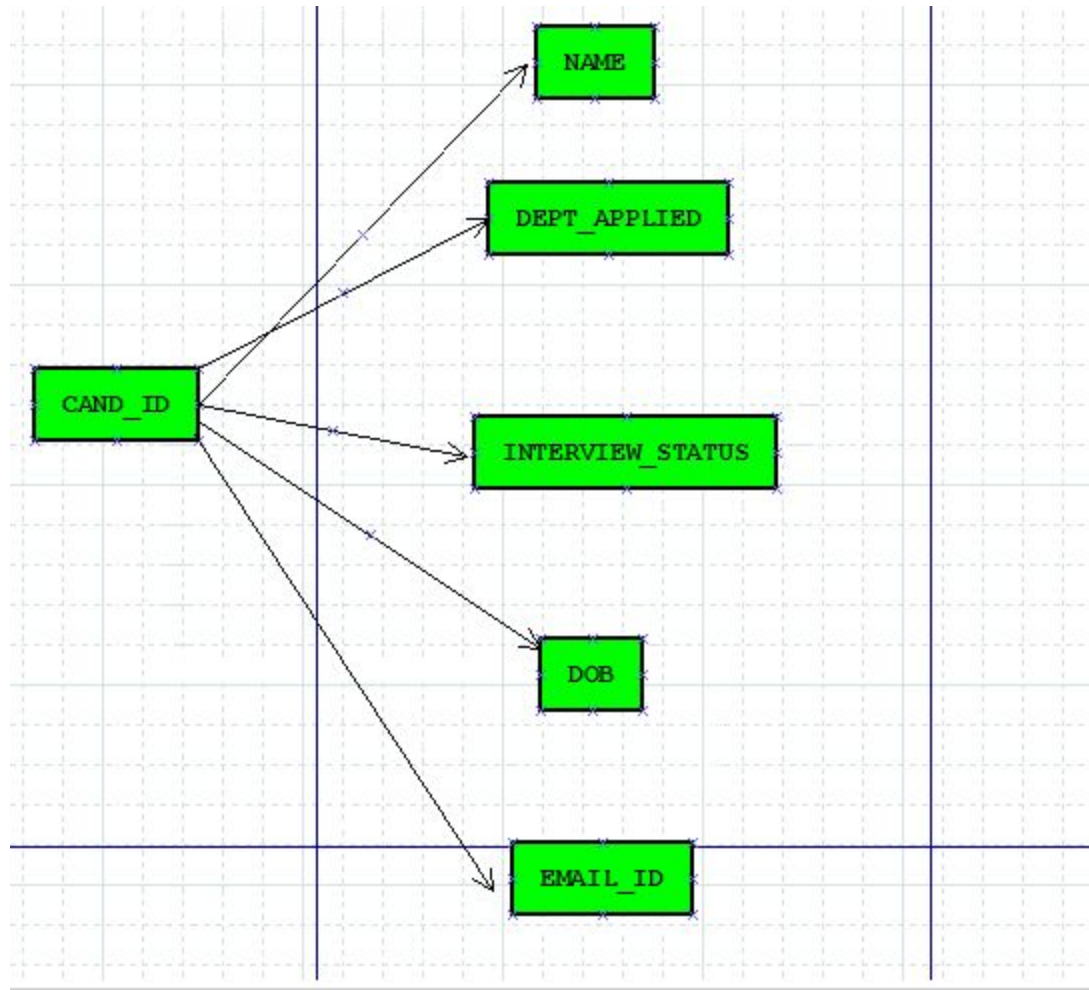 NAME
DEPT_APPLIED
CAND_ID
INTERVIEW_STATUS
DOB
EMAIL_ID